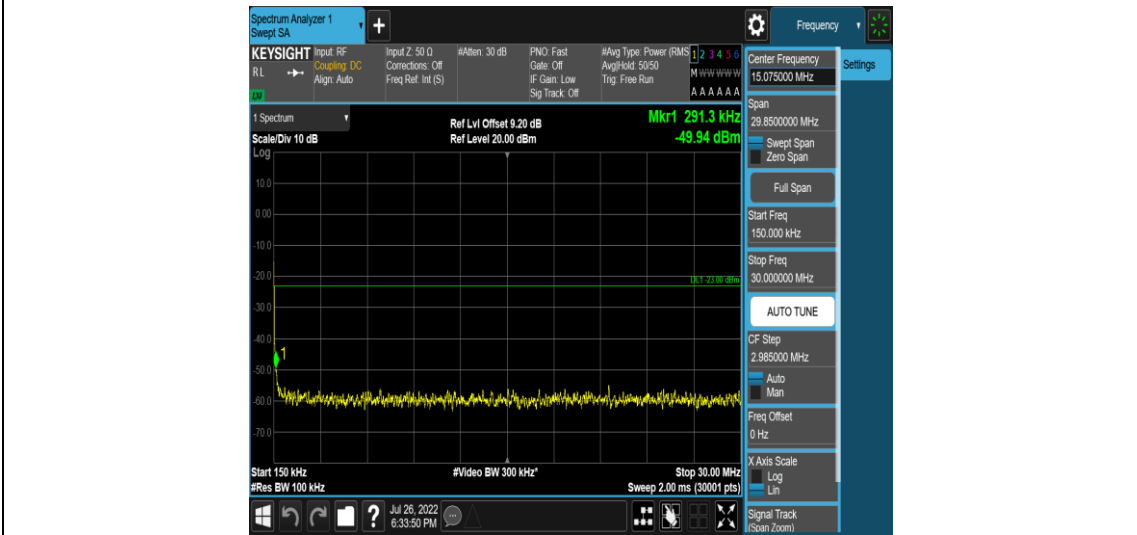 Spectrum Analyzer 1
Swept SA
+
Frequency
KEYSIGHT
RL
Input: RF
Coupling: DC
Align: Auto
Input Z: 50 Ω
Corrections: Off
Freq Ref: Int (S)
#Atten: 30 dB
PNO: Fast
Gate: Off
IF Gain: Low
Sig Track: Off
#Avg Type: Power (RMS
Avg|Hold: 50/50
Trig: Free Run
1 2 3 4 5 6
M W W W W W
A A A A A A
1 Spectrum
Scale/Div 10 dB
Log
Ref Lvl Offset 9.20 dB
Ref Level 20.00 dBm
Mkr1 291.3 kHz
-49.94 dBm
10.0
0.00
-10.0
-20.0
-30.0
-40.0
-50.0
-60.0
-70.0
DL1 -23.00 dBm
1
Start 150 kHz
#Res BW 100 kHz
#Video BW 300 kHz*
Stop 30.00 MHz
Sweep 2.00 ms (30001 pts)
Center Frequency
15.075000 MHz
Settings
Span
29.8500000 MHz
Swept Span
Zero Span
Full Span
Start Freq
150.000 kHz
Stop Freq
30.000000 MHz
AUTO TUNE
CF Step
2.985000 MHz
Auto
Man
Freq Offset
0 Hz
X Axis Scale
Log
Lin
Signal Track
(Span Zoom)
?
Jul 26, 2022
6:33:50 PM